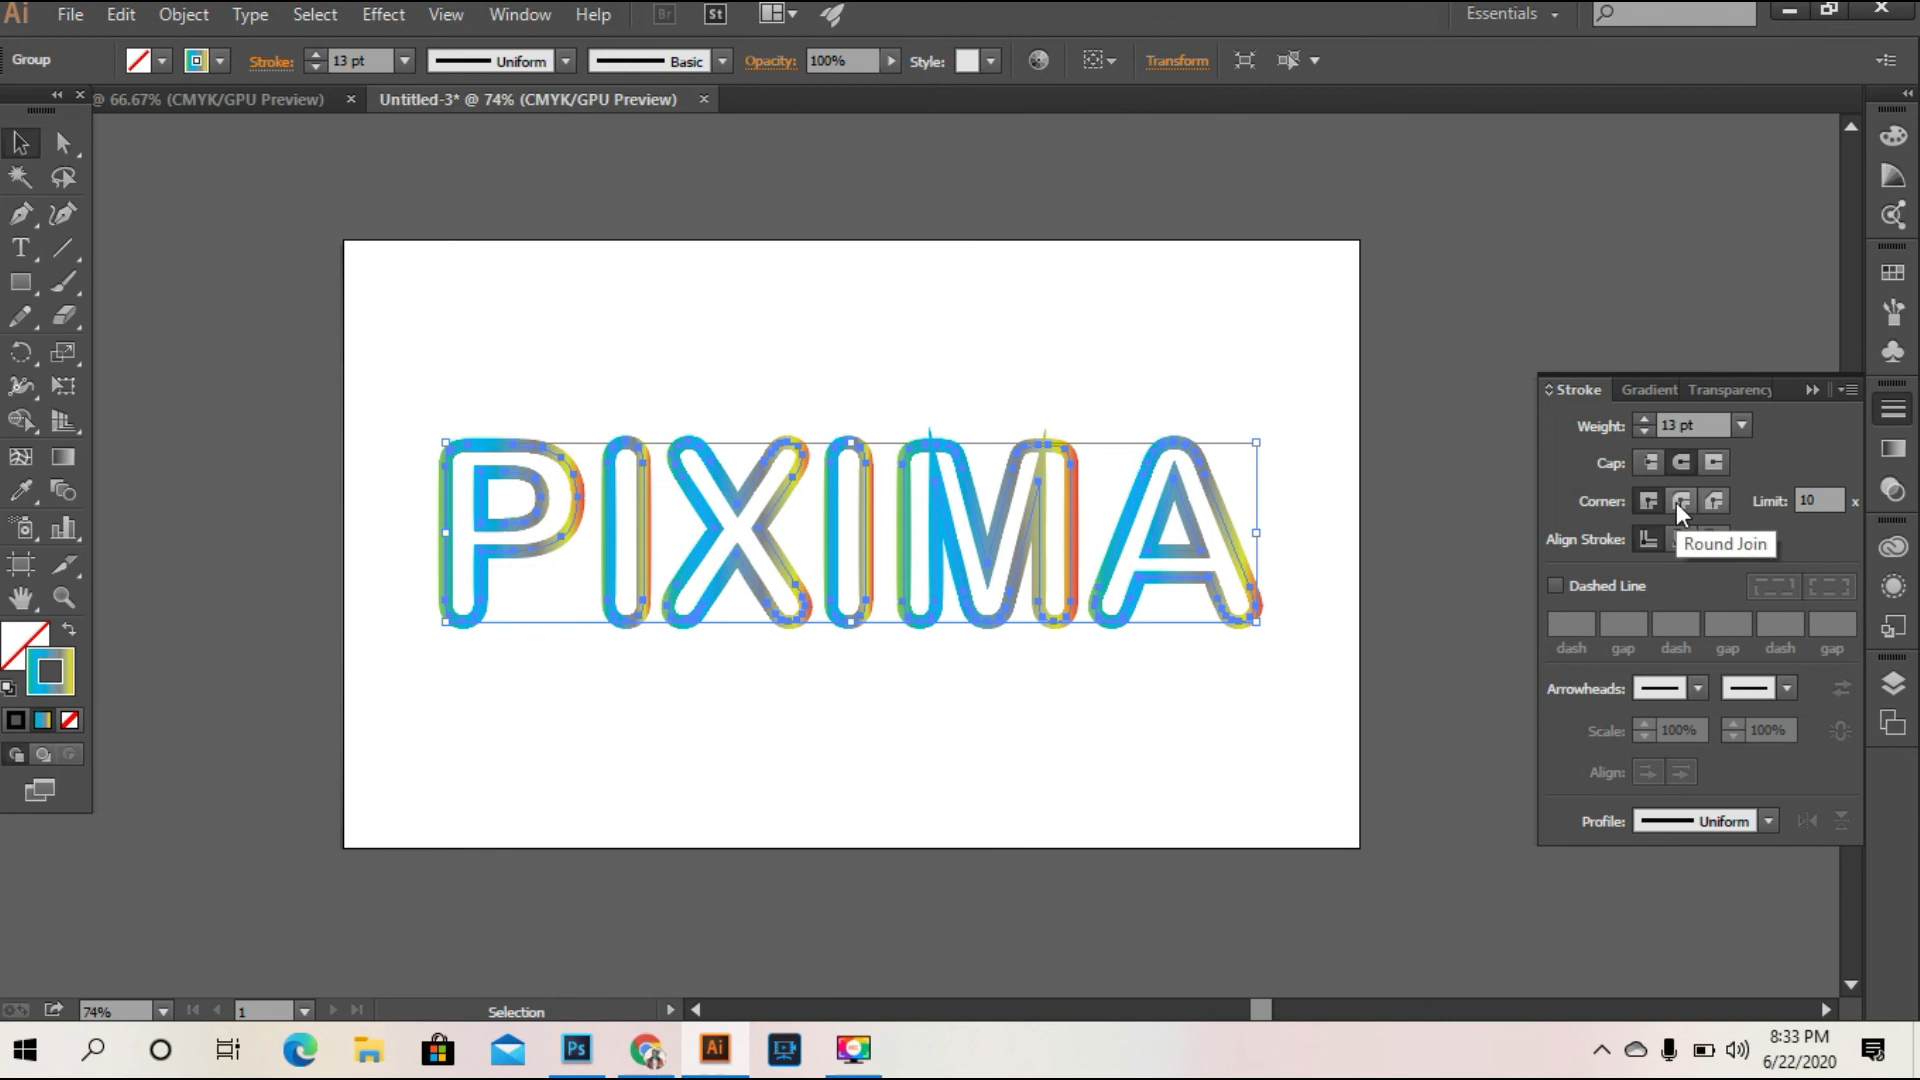 Ai File Edit Object Type Select Effect View Window Help Br St Essentials
Group Stroke: 13 pt Uniform Basic Opacity: 100% Style: Transform
@ 66.67% (CMYK/GPU Preview) × Untitled-3* @ 74% (CMYK/GPU Preview) ×
PIXIMA
Stroke Gradient Transparency
Weight: 13 pt
Cap:
Corner: Limit: 10 x
Align Stroke:
Round Join
Dashed Line
dash gap dash gap dash gap
Arrowheads:
Scale: 100% 100%
Align:
Profile: Uniform
74% 1 Selection
Ps Ai
8:33 PM
6/22/2020